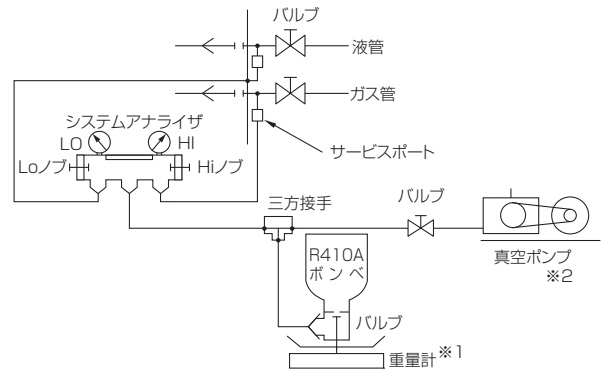 バルブ
液管
ガス管
システムアナライザ
LO
HI
Loノブ
Hiノブ
サービスポート
三方接手
バルブ
R410A
ボンベ
真空ポンプ
※2
バルブ
重量計※1